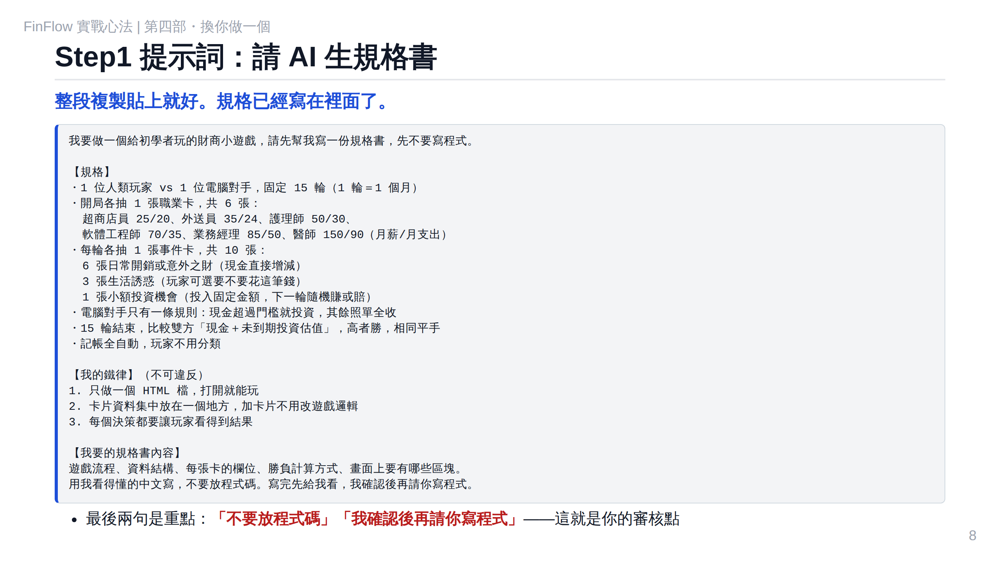 FinFlow 實戰心法 | 第四部・換你做一個
Step1 提示詞：請 AI 生規格書
整段複製貼上就好。規格已經寫在裡面了。
我要做一個給初學者玩的財商小遊戲，請先幫我寫一份規格書，先不要寫程式。
【規格】
・1 位人類玩家 vs 1 位電腦對手，固定 15 輪（1 輪＝1 個月）
・開局各抽 1 張職業卡，共 6 張：
超商店員 25/20、外送員 35/24、護理師 50/30、
軟體工程師 70/35、業務經理 85/50、醫師 150/90（月薪/月支出）
・每輪各抽 1 張事件卡，共 10 張：
6 張日常開銷或意外之財（現金直接增減）
3 張生活誘惑（玩家可選要不要花這筆錢）
1 張小額投資機會（投入固定金額，下一輪隨機賺或賠）
・電腦對手只有一條規則：現金超過門檻就投資，其餘照單全收
・15 輪結束，比較雙方「現金＋未到期投資估值」，高者勝，相同平手
・記帳全自動，玩家不用分類
【我的鐵律】（不可違反）
1. 只做一個 HTML 檔，打開就能玩
2. 卡片資料集中放在一個地方，加卡片不用改遊戲邏輯
3. 每個決策都要讓玩家看得到結果
【我要的規格書內容】
遊戲流程、資料結構、每張卡的欄位、勝負計算方式、畫面上要有哪些區塊。
用我看得懂的中文寫，不要放程式碼。寫完先給我看，我確認後再請你寫程式。
• 最後兩句是重點：「不要放程式碼」「我確認後再請你寫程式」——這就是你的審核點
8